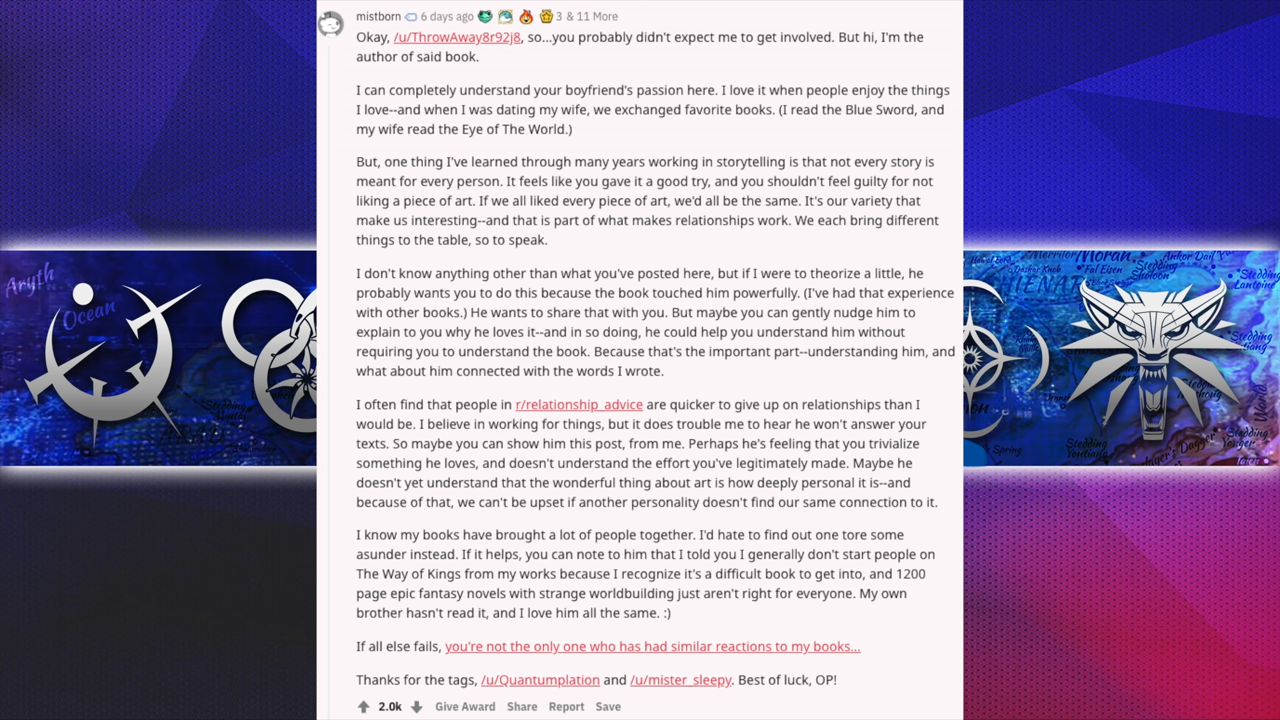 mistborn 6 days ago 3 & 11 More
Okay, /u/ThrowAway8r92j8, so...you probably didn't expect me to get involved. But hi, I'm the
author of said book.
I can completely understand your boyfriend's passion here. I love it when people enjoy the things
I love--and when I was dating my wife, we exchanged favorite books. (I read the Blue Sword, and
my wife read the Eye of The World.)
But, one thing I've learned through many years working in storytelling is that not every story is
meant for every person. It feels like you gave it a good try, and you shouldn't feel guilty for not
liking a piece of art. If we all liked every piece of art, we'd all be the same. It's our variety that
make us interesting--and that is part of what makes relationships work. We each bring different
things to the table, so to speak.
I don't know anything other than what you've posted here, but if I were to theorize a little, he
probably wants you to do this because the book touched him powerfully. (I've had that experience
with other books.) He wants to share that with you. But maybe you can gently nudge him to
explain to you why he loves it--and in so doing, he could help you understand him without
requiring you to understand the book. Because that's the important part--understanding him, and
what about him connected with the words I wrote.
I often find that people in r/relationship_advice are quicker to give up on relationships than I
would be. I believe in working for things, but it does trouble me to hear he won't answer your
texts. So maybe you can show him this post, from me. Perhaps he's feeling that you trivialize
something he loves, and doesn't understand the effort you've legitimately made. Maybe he
doesn't yet understand that the wonderful thing about art is how deeply personal it is--and
because of that, we can't be upset if another personality doesn't find our same connection to it.
I know my books have brought a lot of people together. I'd hate to find out one tore some
asunder instead. If it helps, you can note to him that I told you I generally don't start people on
The Way of Kings from my works because I recognize it's a difficult book to get into, and 1200
page epic fantasy novels with strange worldbuilding just aren't right for everyone. My own
brother hasn't read it, and I love him all the same. :)
If all else fails, you're not the only one who has had similar reactions to my books...
Thanks for the tags, /u/Quantumplation and /u/mister_sleepy. Best of luck, OP!
2.0k Give Award Share Report Save
Aryth
Ocean
Moran
Ankor Dail
Fal Eisen
Stedding
Sholoon
Stedding
Lantoine
Stedding
Yontiang
Spring